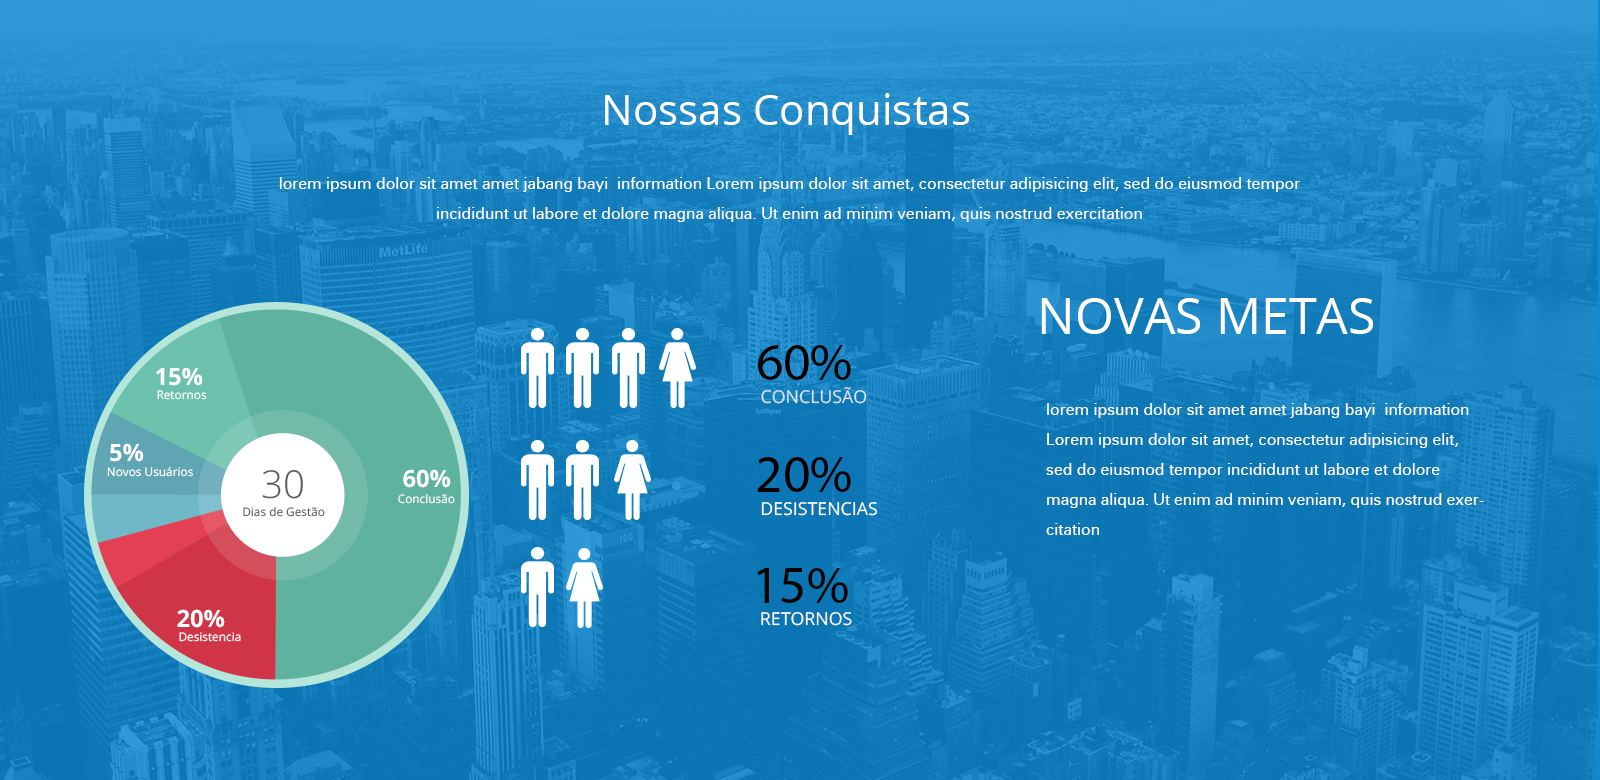 Nossas Conquistas
lorem ipsum dolor sit amet amet jabang bayi  information Lorem ipsum dolor sit amet, consectetur adipisicing elit, sed do eiusmod tempor
incididunt ut labore et dolore magna aliqua. Ut enim ad minim veniam, quis nostrud exercitation
MetLife
15%
Retornos
5%
Novos Usuários
60%
Conclusão
30
Dias de Gestão
20%
Desistencia
60%
CONCLUSÃO
20%
DESISTENCIAS
15%
RETORNOS
NOVAS METAS
lorem ipsum dolor sit amet amet jabang bayi  information
Lorem ipsum dolor sit amet, consectetur adipisicing elit,
sed do eiusmod tempor incididunt ut labore et dolore
magna aliqua. Ut enim ad minim veniam, quis nostrud exer-
citation